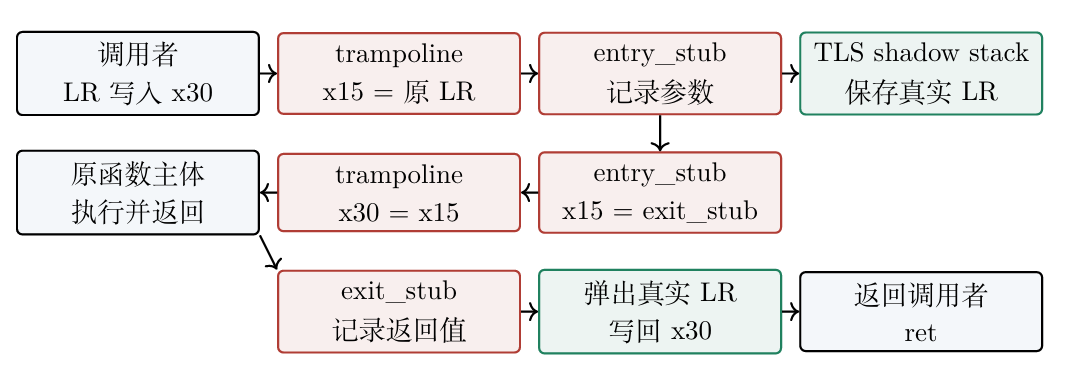 调用者
LR 写入 x30
trampoline
x15 = 原 LR
entry_stub
记录参数
TLS shadow stack
保存真实 LR
原函数主体
执行并返回
trampoline
x30 = x15
entry_stub
x15 = exit_stub
exit_stub
记录返回值
弹出真实 LR
写回 x30
返回调用者
ret